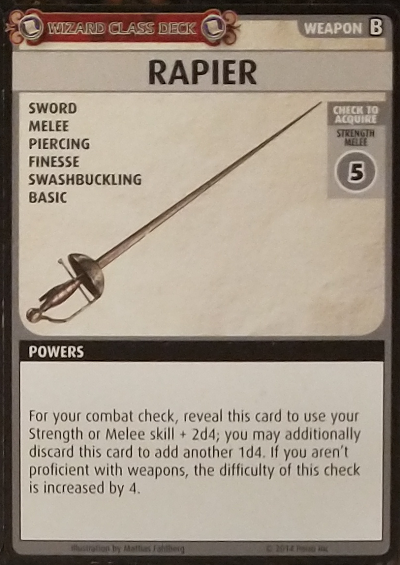 WIZARD CLASS DECK
WEAPON B
RAPIER
SWORD
MELEE
PIERCING
FINESSE
SWASHBUCKLING
BASIC
CHECK TO
ACQUIRE
STRENGTH
MELEE
5
POWERS
For your combat check, reveal this card to use your
Strength or Melee skill + 2d4; you may additionally
discard this card to add another 1d4. If you aren't
proficient with weapons, the difficulty of this check
is increased by 4.
Illustration by Mathias Fahlberg
© 2014 Paizo Inc